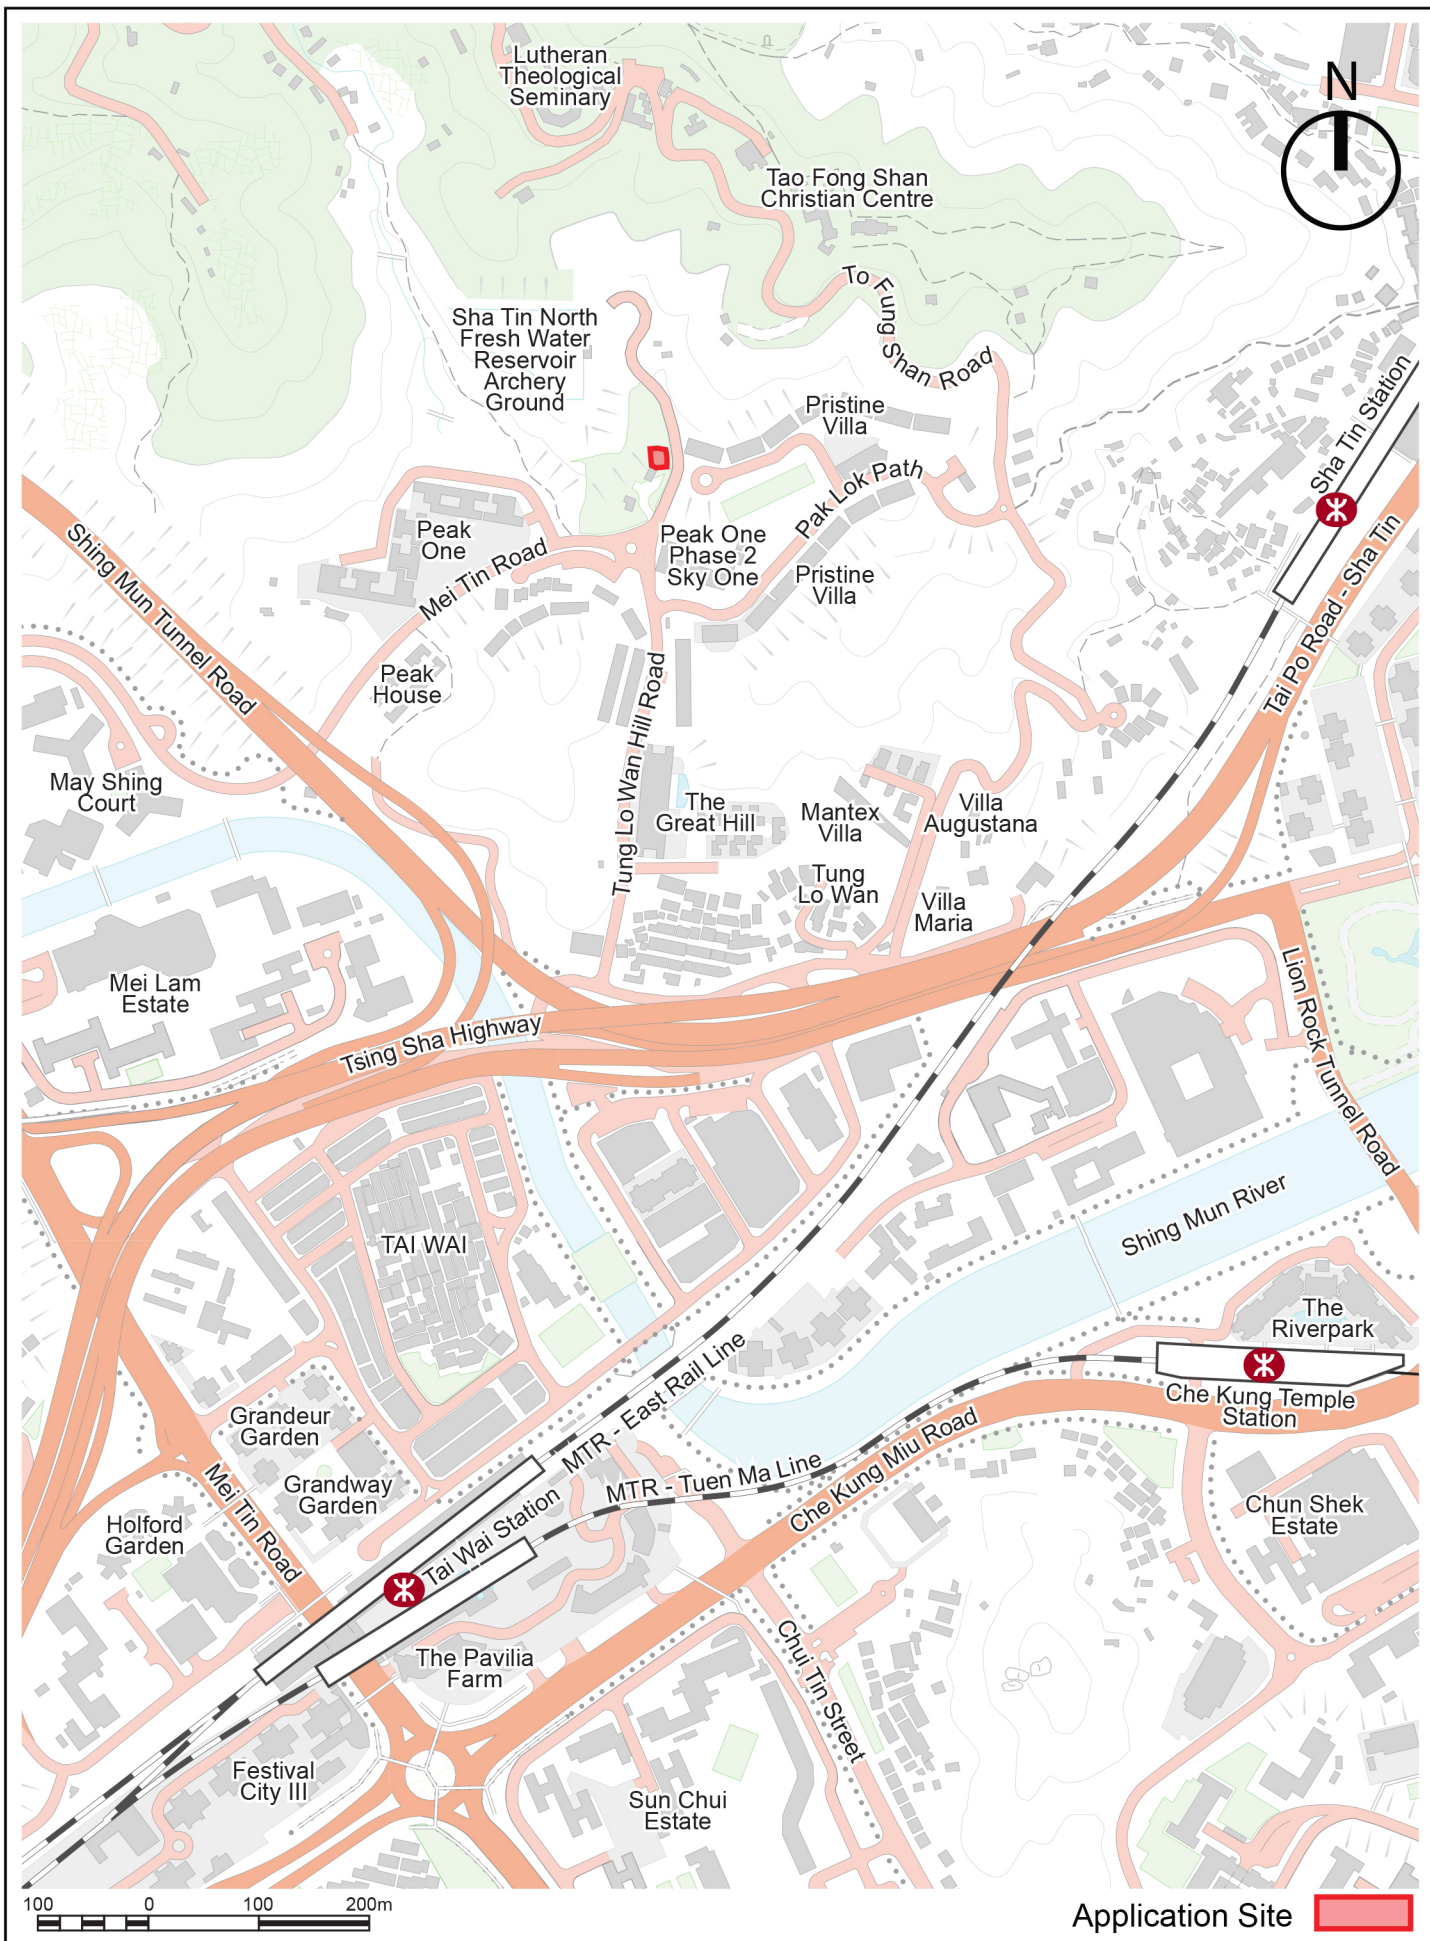 Lutheran
Theological
Seminary
N
Tao Fong Shan
Christian Centre
To Fung Shan Road
Sha Tin North
Fresh Water
Reservoir
Archery
Ground
Pristine
Villa
Sha Tin Station
Pak Lok Path
Peak
One
Peak One
Phase 2
Sky One
Mei Tin Road
Pristine
Villa
Shing Mun Tunnel Road
Tai Po Road - Sha Tin
Peak
House
Tung Lo Wan Hill Road
May Shing
Court
The
Great Hill
Mantex
Villa
Villa
Augustana
Tung
Lo Wan
Villa
Maria
Mei Lam
Estate
Lion Rock Tunnel Road
Tsing Sha Highway
Shing Mun River
TAI WAI
The
Riverpark
MTR - East Rail Line
Che Kung Temple
Station
Grandeur
Garden
Che Kung Miu Road
MTR - Tuen Ma Line
Grandway
Garden
Mei Tin Road
Tai Wai Station
Holford
Garden
Chun Shek
Estate
The Pavilia
Farm
Chui Tin Street
Festival
City III
Sun Chui
Estate
100 0 100 200m
Application Site